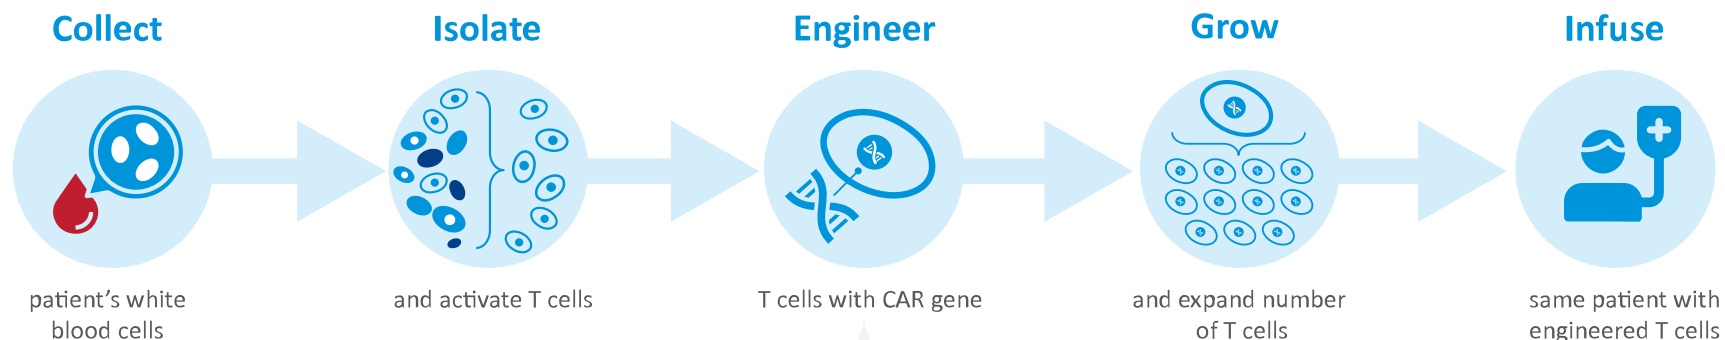 Collect
patient’s white
blood cells
Isolate
and activate T cells
Engineer
T cells with CAR gene
Grow
and expand number
of T cells
Infuse
same patient with
engineered T cells